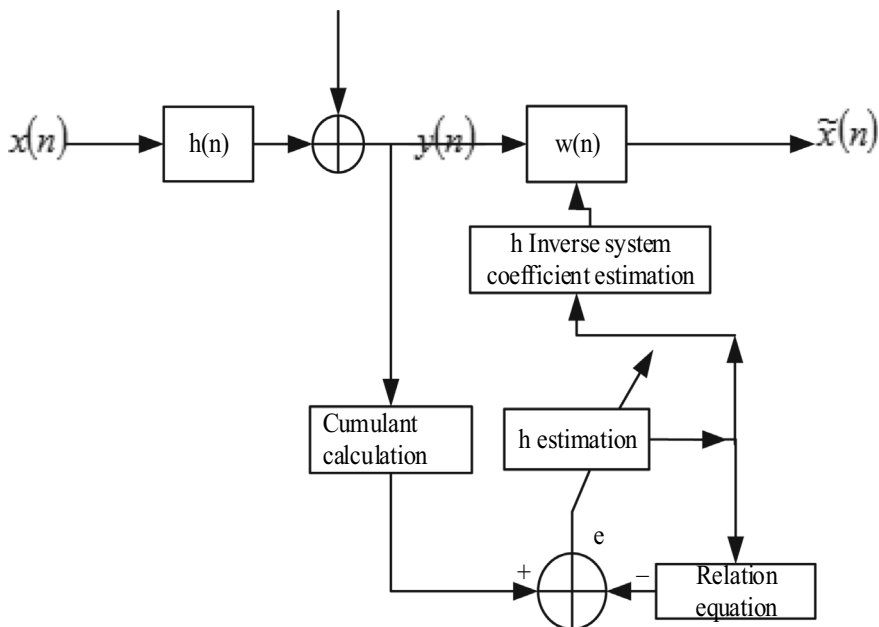 x(n)
h(n)
y(n)
w(n)
x̃(n)
h Inverse system
coefficient estimation
Cumulant
calculation
h estimation
e
+
−
Relation
equation